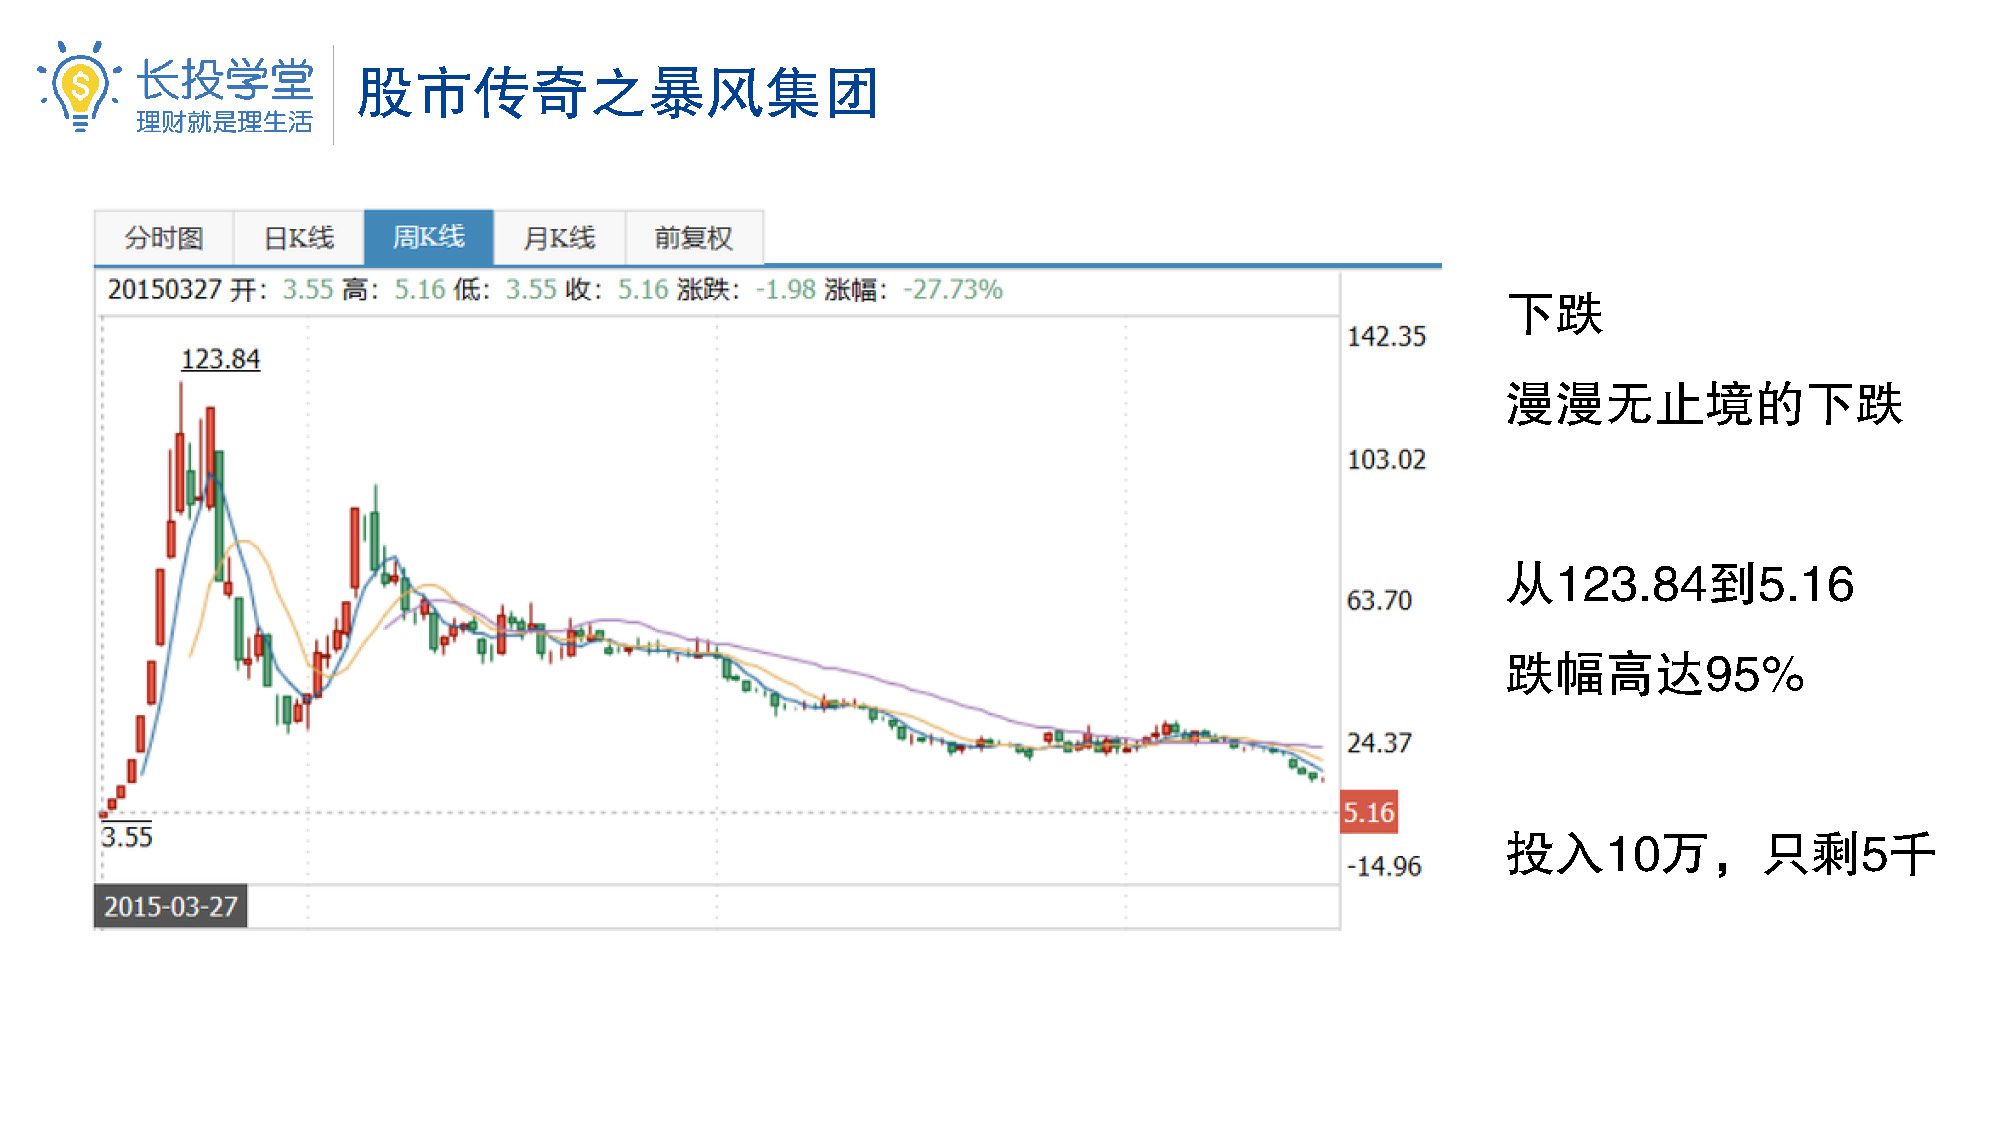 长投学堂
理财就是理生活
股市传奇之暴风集团
分时图 日K线 周K线 月K线 前复权
20150327 开：3.55 高：5.16 低：3.55 收：5.16 涨跌：-1.98 涨幅：-27.73%
142.35
123.84
103.02
63.70
24.37
5.16
3.55
-14.96
2015-03-27
下跌
漫漫无止境的下跌
从123.84到5.16
跌幅高达95%
投入10万，只剩5千